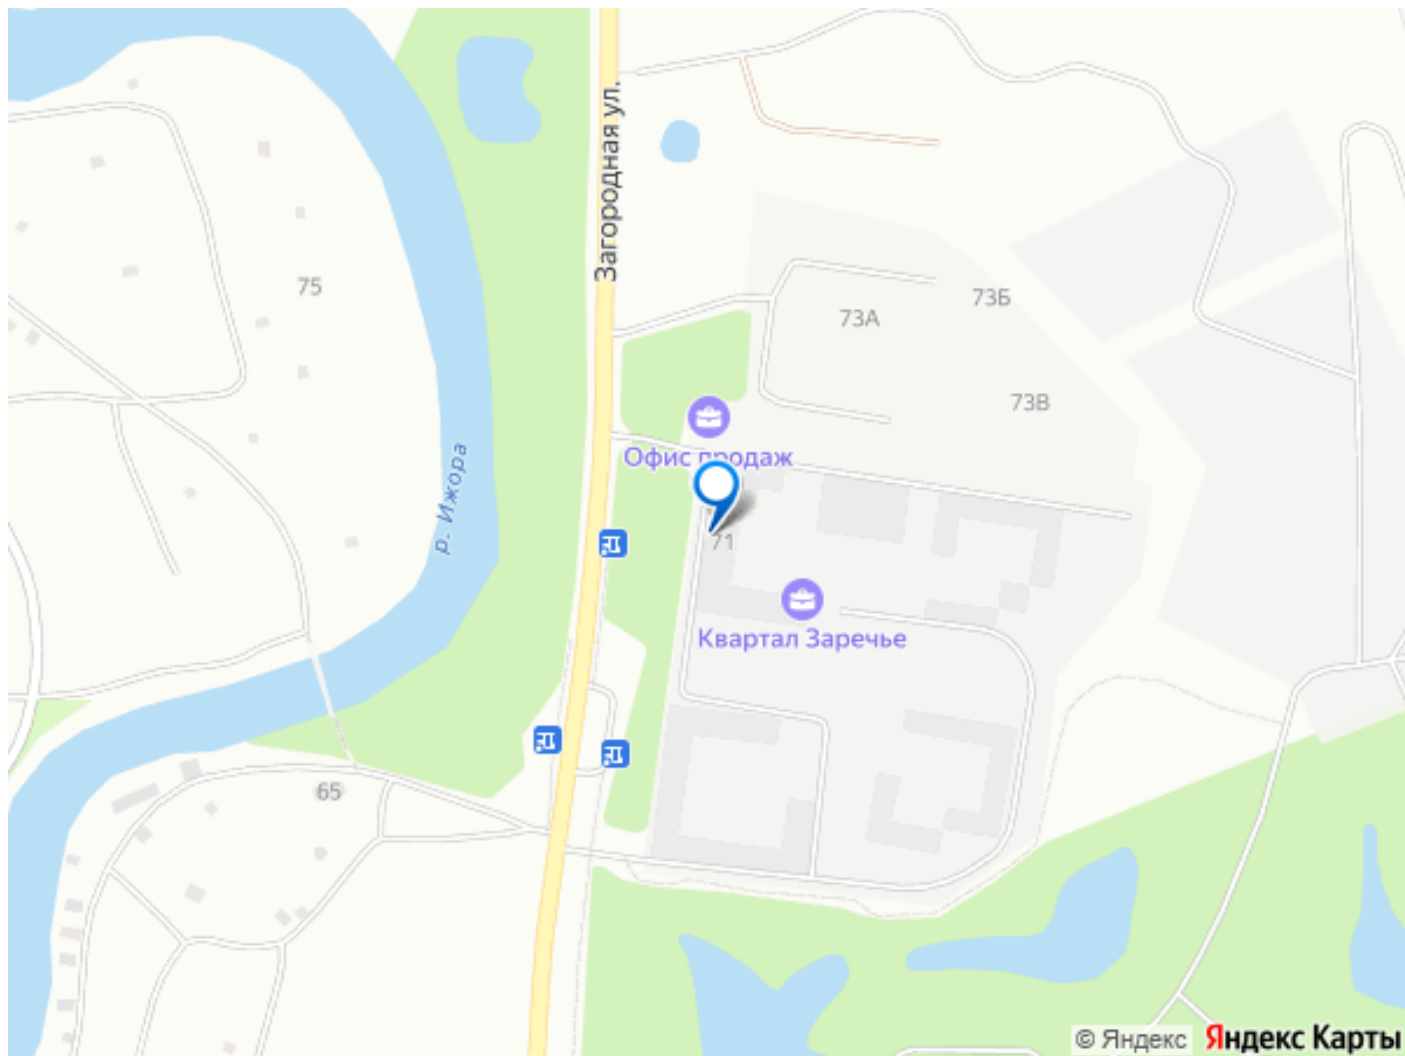 Загородная ул.
75
73Б
73А
73В
р. Ижора
Офис продаж
71
Квартал Заречье
65
© Яндекс
Яндекс Карты